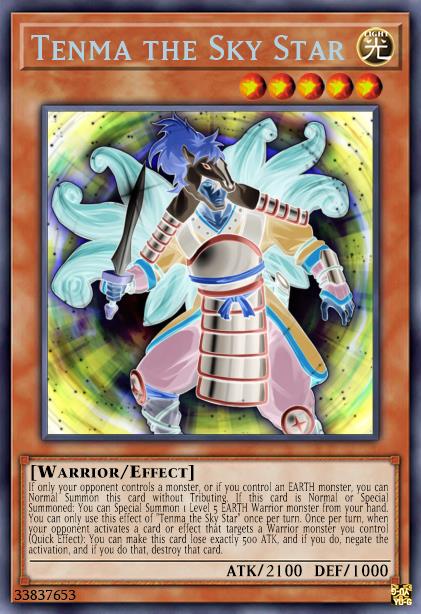 TENMA THE SKY STAR
LIGHT
光
[WARRIOR/EFFECT]
If only your opponent controls a monster, or if you control an EARTH monster, you can
Normal Summon this card without Tributing. If this card is Normal or Special
Summoned: You can Special Summon 1 Level 5 EARTH Warrior monster from your hand.
You can only use this effect of "Tenma the Sky Star" once per turn. Once per turn, when
your opponent activates a card or effect that targets a Warrior monster you control
(Quick Effect): You can make this card lose exactly 500 ATK, and if you do, negate the
activation, and if you do that, destroy that card.
ATK/2100 DEF/1000
33837653